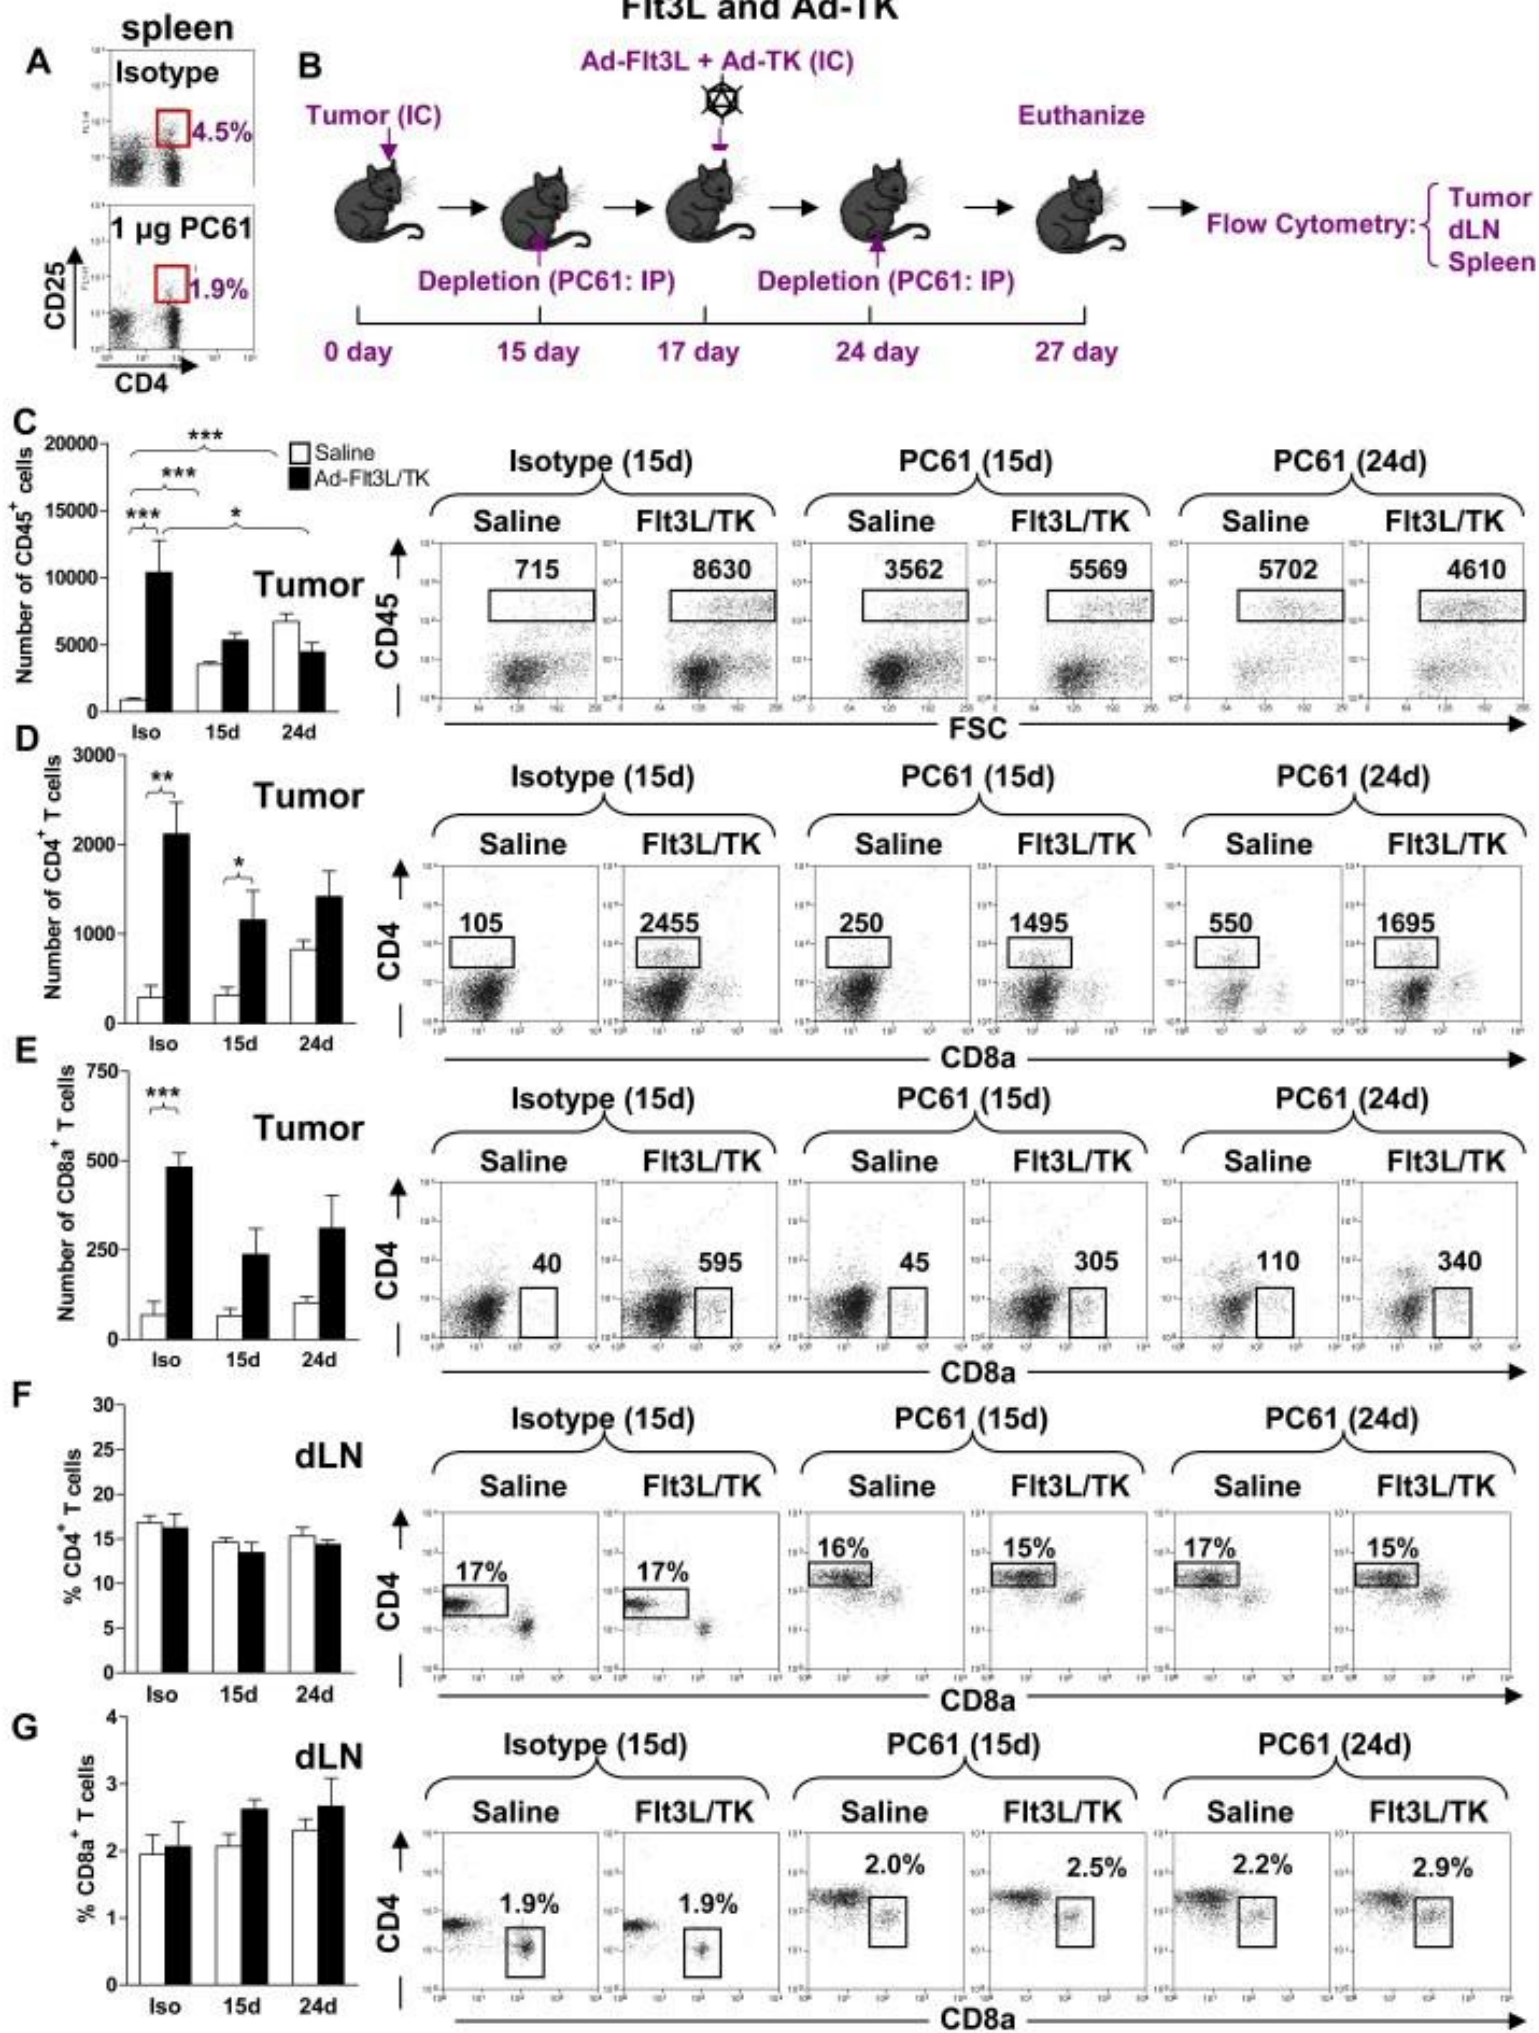 Flt3L and Ad-TK
A
spleen
Isotype
4.5%
1 µg PC61
1.9%
CD25
CD4
B
Ad-Flt3L + Ad-TK (IC)
Tumor (IC)
Euthanize
Depletion (PC61: IP)
Depletion (PC61: IP)
Flow Cytometry:
Tumor
dLN
Spleen
0 day
15 day
17 day
24 day
27 day
C
Number of CD45+ cells
20000
15000
10000
5000
0
***
***
***
*
Saline
Ad-Flt3L/TK
Tumor
Iso
15d
24d
Isotype (15d)
PC61 (15d)
PC61 (24d)
Saline
Flt3L/TK
Saline
Flt3L/TK
Saline
Flt3L/TK
715
8630
3562
5569
5702
4610
CD45
FSC
D
Number of CD4+ T cells
3000
2000
1000
0
**
*
Tumor
Iso
15d
24d
Isotype (15d)
PC61 (15d)
PC61 (24d)
Saline
Flt3L/TK
Saline
Flt3L/TK
Saline
Flt3L/TK
105
2455
250
1495
550
1695
CD4
CD8a
E
Number of CD8a+ T cells
750
500
250
0
***
Tumor
Iso
15d
24d
Isotype (15d)
PC61 (15d)
PC61 (24d)
Saline
Flt3L/TK
Saline
Flt3L/TK
Saline
Flt3L/TK
40
595
45
305
110
340
CD4
CD8a
F
% CD4+ T cells
30
25
20
15
10
5
0
dLN
Iso
15d
24d
Isotype (15d)
PC61 (15d)
PC61 (24d)
Saline
Flt3L/TK
Saline
Flt3L/TK
Saline
Flt3L/TK
17%
17%
16%
15%
17%
15%
CD4
CD8a
G
% CD8a+ T cells
4
3
2
1
0
dLN
Iso
15d
24d
Isotype (15d)
PC61 (15d)
PC61 (24d)
Saline
Flt3L/TK
Saline
Flt3L/TK
Saline
Flt3L/TK
1.9%
1.9%
2.0%
2.5%
2.2%
2.9%
CD4
CD8a